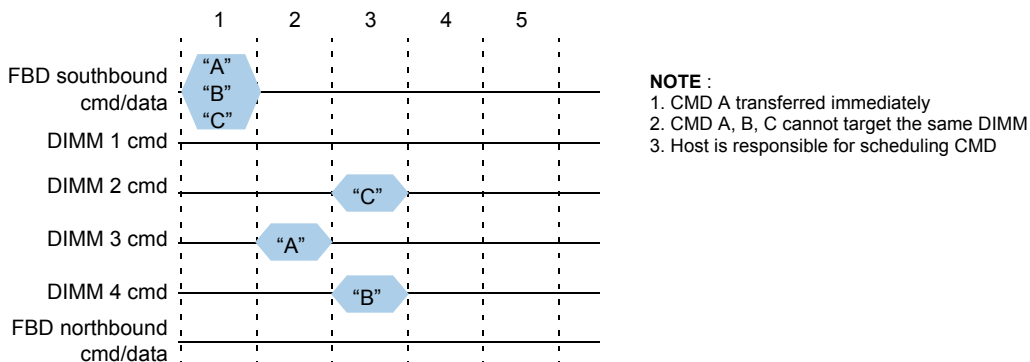 1 2 3 4 5
FBD southbound
cmd/data
“A”
“B”
“C”
DIMM 1 cmd
DIMM 2 cmd
“C”
DIMM 3 cmd
“A”
DIMM 4 cmd
“B”
FBD northbound
cmd/data
NOTE :
1. CMD A transferred immediately
2. CMD A, B, C cannot target the same DIMM
3. Host is responsible for scheduling CMD